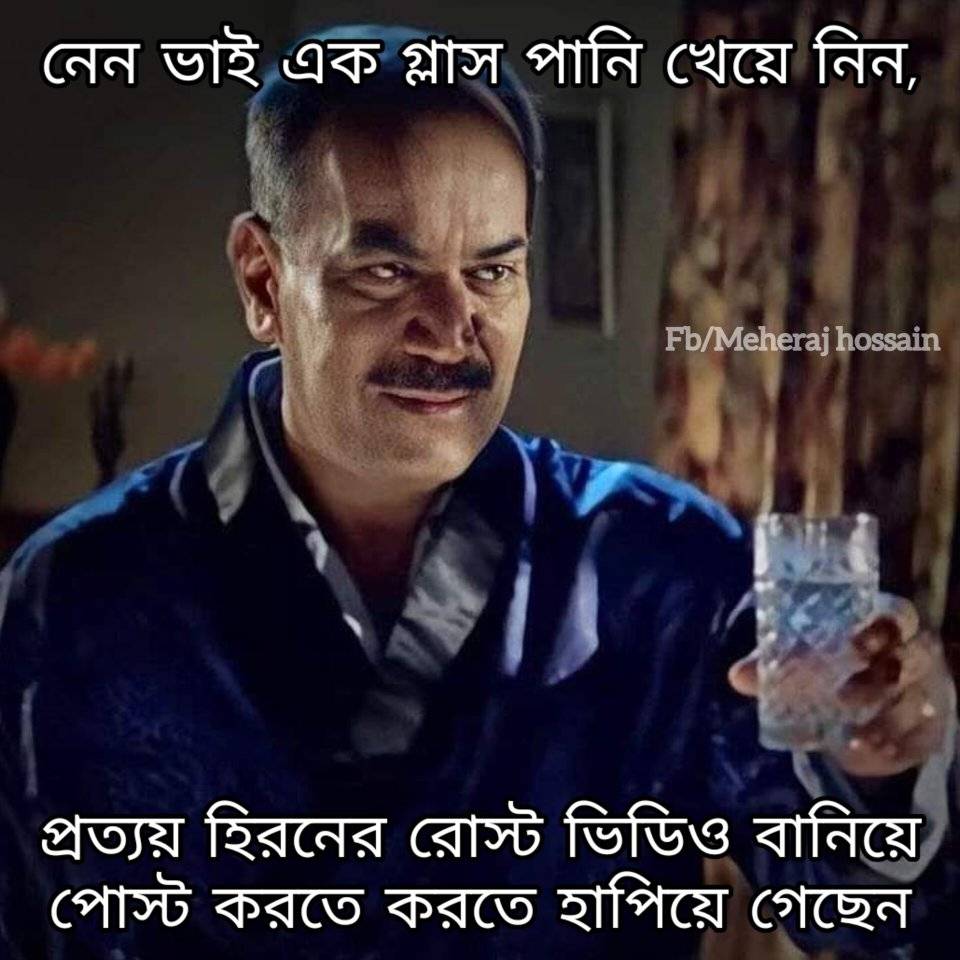 নেন ভাই এক গ্লাস পানি খেয়ে নিন,
Fb/Meheraj hossain
প্রত্যয় হিরনের রোস্ট ভিডিও বানিয়ে
পোস্ট করতে করতে হাপিয়ে গেছেন